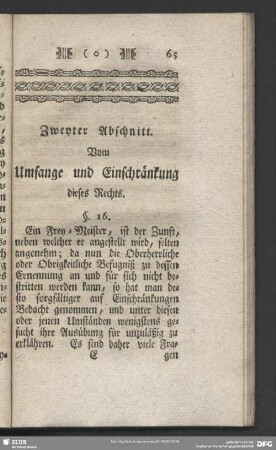 ( o ) 65
Zweyter Abschnitt.
Vom
Umfange und Einschränkung
dieses Rechts.
§. 16.
Ein Frey-Meister, ist der Zunft,
neben welcher er angestellt wird, selten
angenehm; da nun die Oberherrliche
oder Obrigkeitliche Befugniß zu dessen
Ernennung an und für sich nicht be-
stritten werden kann, so hat man de-
sto sorgfältiger auf Einschränkungen
Bedacht genommen, und unter diesen
oder jenen Umständen wenigstens ge-
sucht ihre Ausübung für unzuläßig zu
erklähren. Es sind daher viele Fra-
E gen
SLUB
DFG